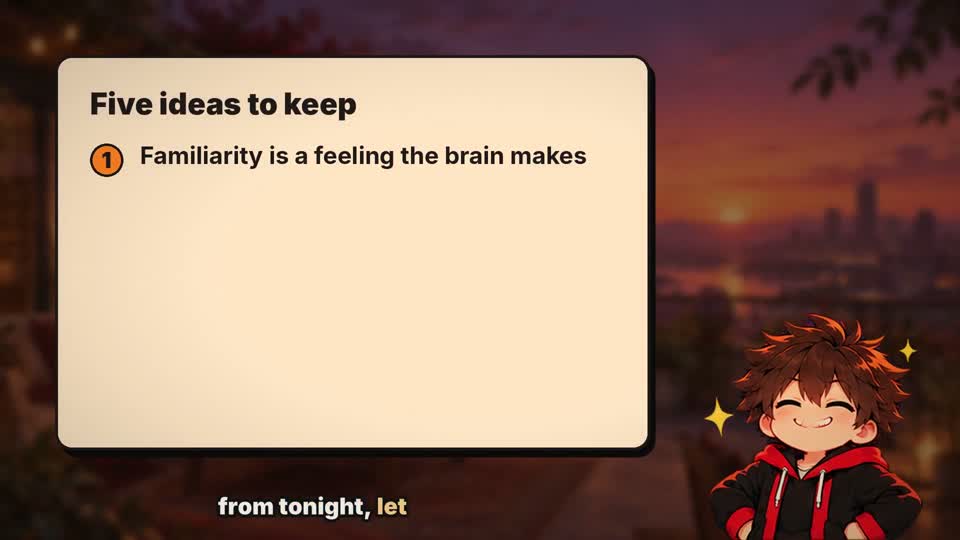 Five ideas to keep
1 Familiarity is a feeling the brain makes
from tonight, let